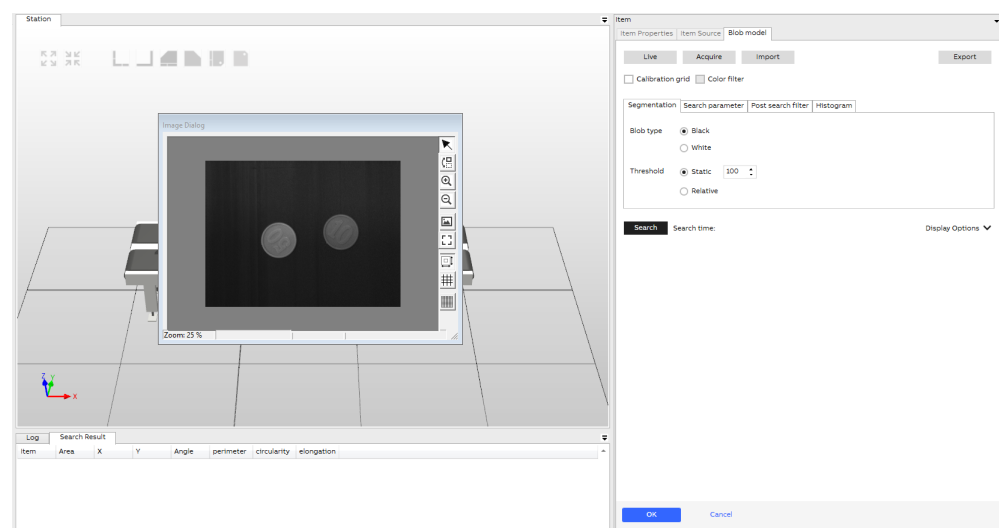 Station
Item
Item Properties Item Source Blob model
Live Acquire Import Export
Calibration grid Color filter
Image Dialog
Segmentation Search parameter Post search filter Histogram
Blob type Black
White
Threshold Static 100
Relative
Search Search time: Display Options
Zoom: 25 %
Z Y
X
Log Search Result
Item Area X Y Angle perimeter circularity elongation
OK Cancel